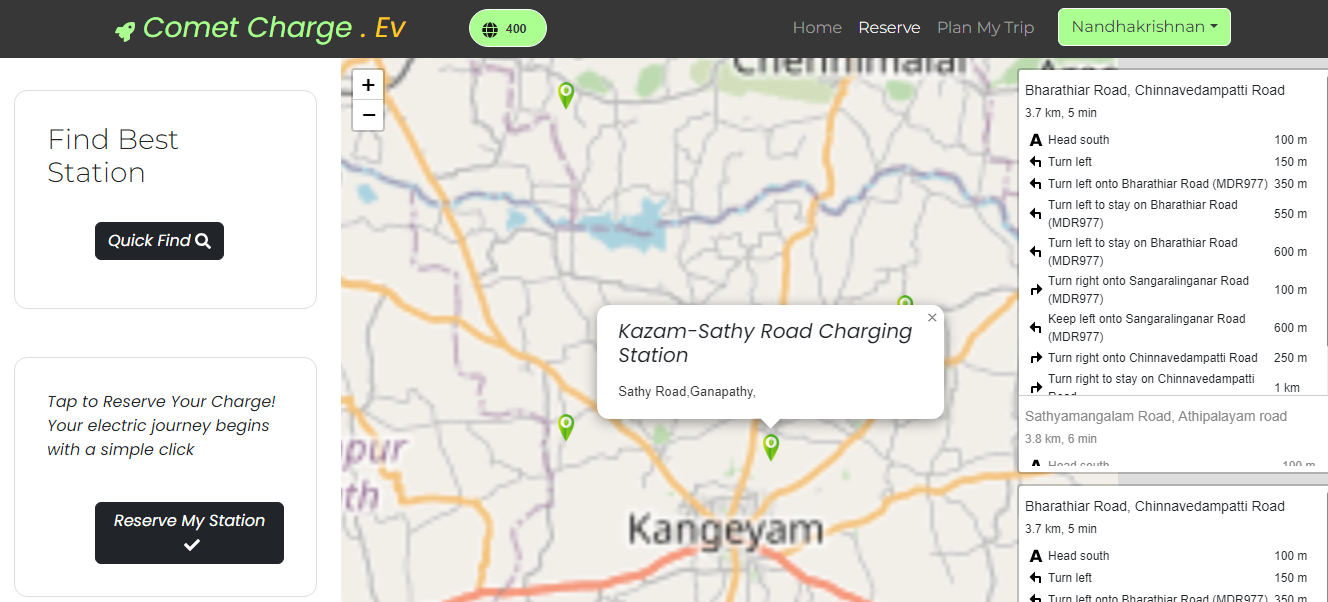 Comet Charge . Ev
400
Home
Reserve
Plan My Trip
Nandhakrishnan
Find Best
Station
Quick Find
Tap to Reserve Your Charge!
Your electric journey begins
with a simple click
Reserve My Station
+
−
Kazam-Sathy Road Charging
Station
Sathy Road,Ganapathy,
×
pur
th
Kangeyam
Bharathiar Road, Chinnavedampatti Road
3.7 km, 5 min
Head south 100 m
Turn left 150 m
Turn left onto Bharathiar Road (MDR977) 350 m
Turn left to stay on Bharathiar Road
(MDR977) 550 m
Turn left to stay on Bharathiar Road
(MDR977) 600 m
Turn right onto Sangaralinganar Road
(MDR977) 100 m
Keep left onto Sangaralinganar Road
(MDR977) 600 m
Turn right onto Chinnavedampatti Road 250 m
Turn right to stay on Chinnavedampatti
Road 1 km
Sathyamangalam Road, Athipalayam road
3.8 km, 6 min
Head south 100 m
Bharathiar Road, Chinnavedampatti Road
3.7 km, 5 min
Head south 100 m
Turn left 150 m
Turn left onto Bharathiar Road (MDR977) 350 m